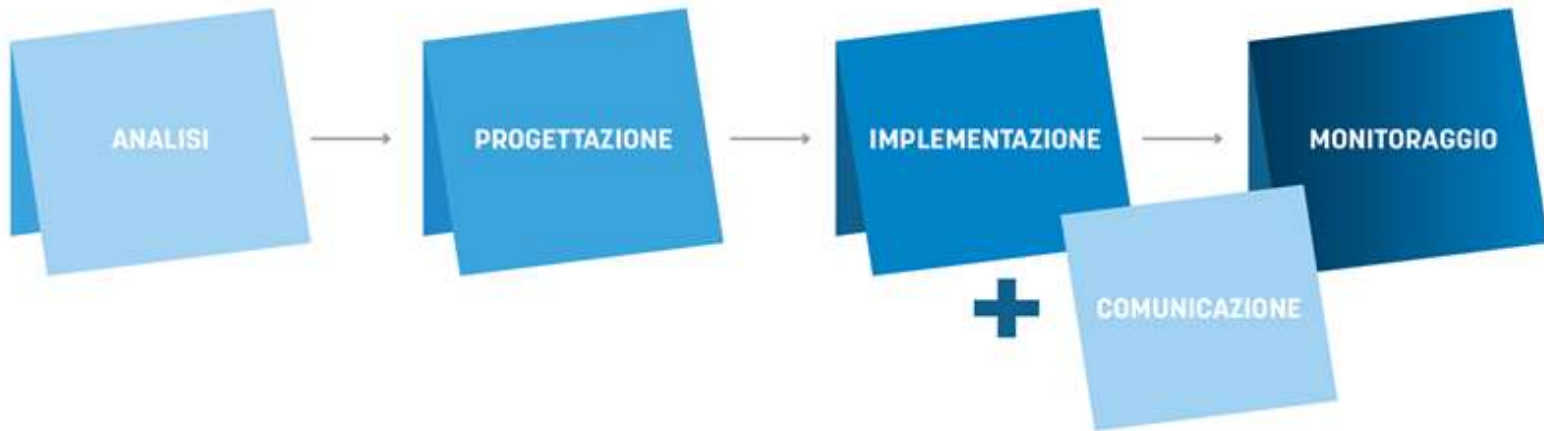 ANALISI
PROGETTAZIONE
IMPLEMENTAZIONE
MONITORAGGIO
COMUNICAZIONE